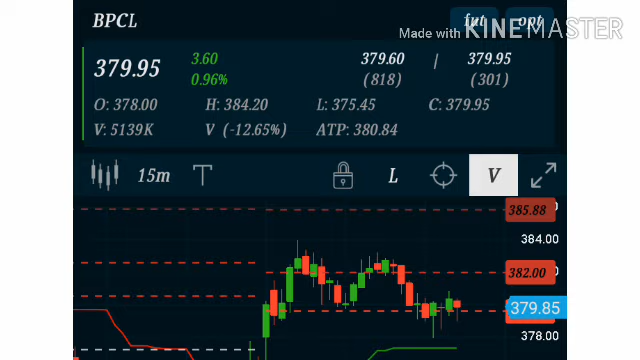 BPCL
fut opt
Made with KINEMASTER
379.95
3.60
0.96%
379.60 | 379.95
(818) (301)
O: 378.00 H: 384.20 L: 375.45 C: 379.95
V: 5139K V (-12.65%) ATP: 380.84
15m T L V
385.88
384.00
382.00
379.85
378.00